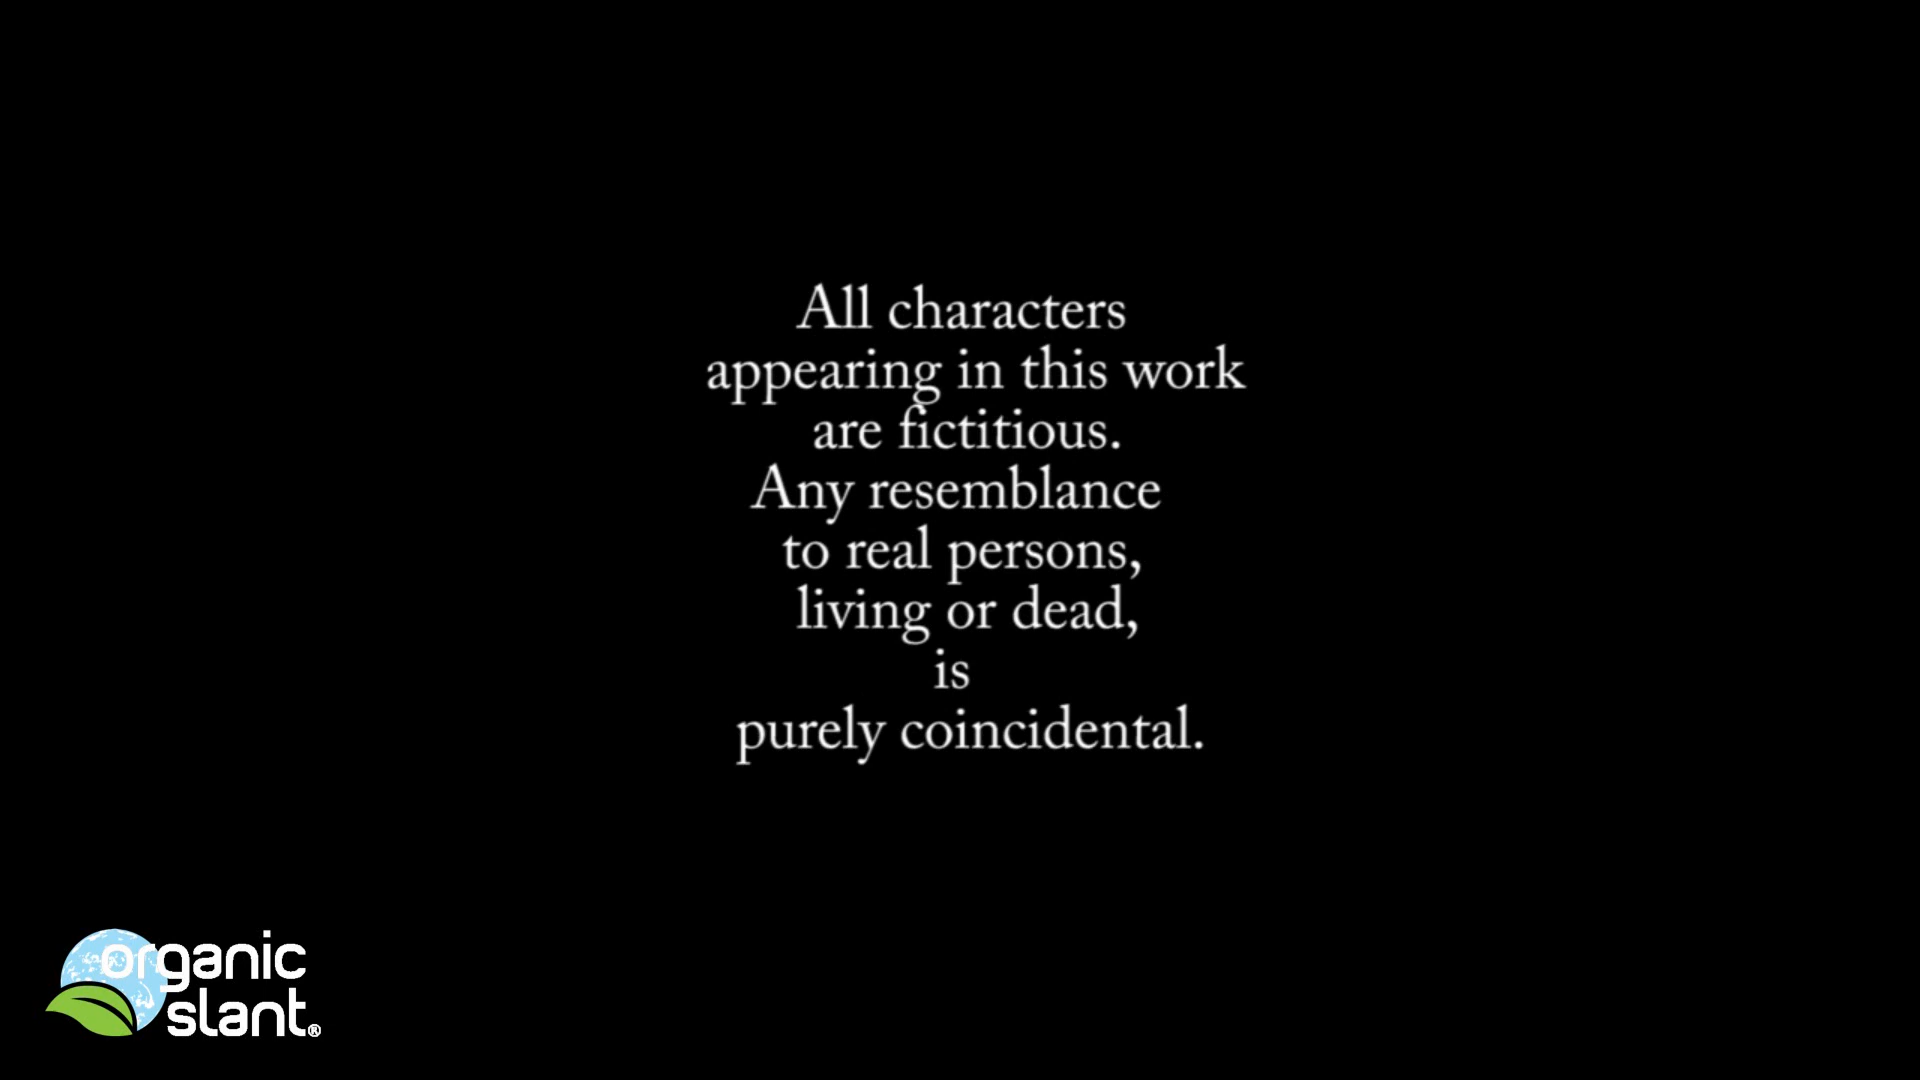 All characters
appearing in this work
are fictitious.
Any resemblance
to real persons,
living or dead,
is
purely coincidental.
organic
slant®